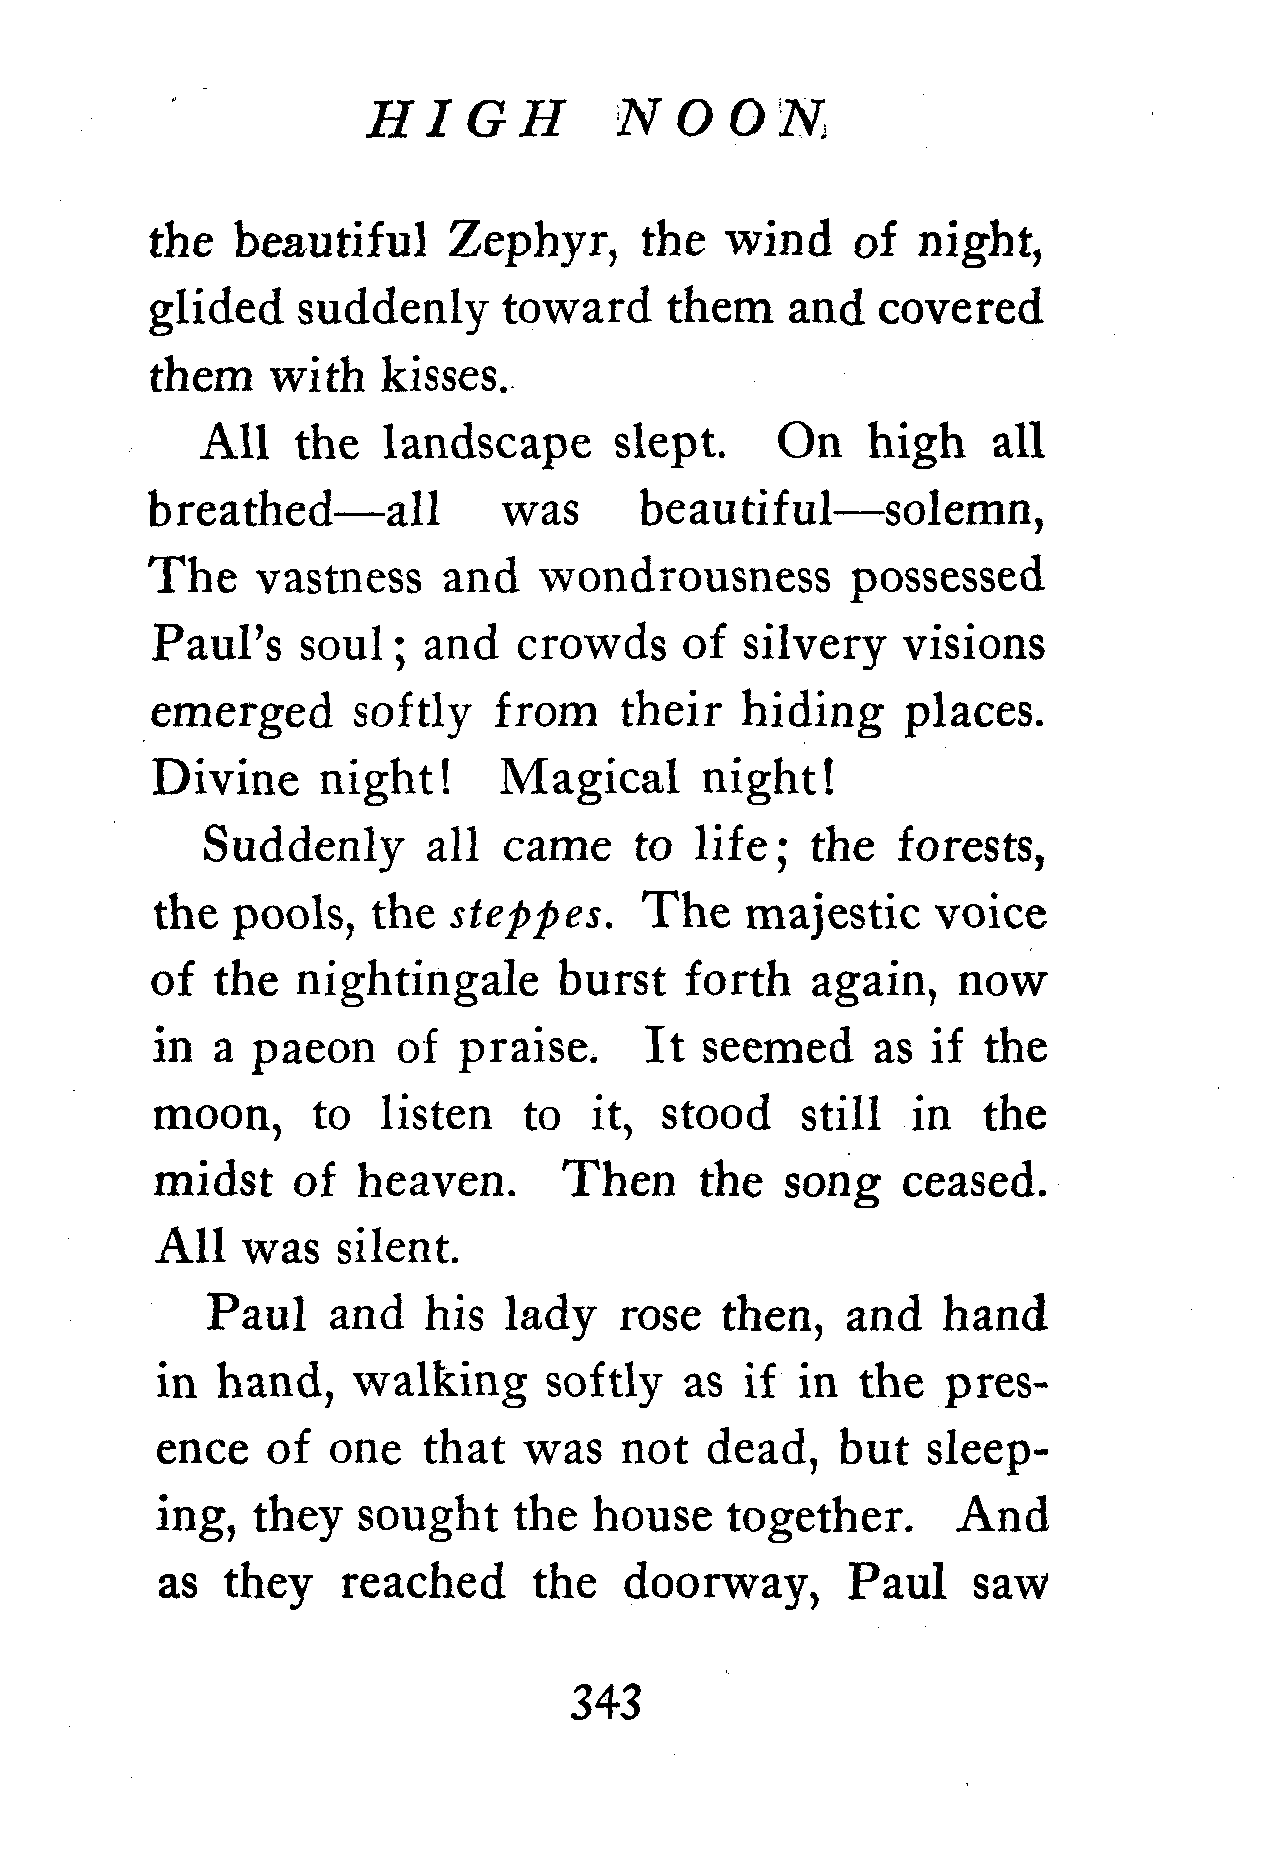 HIGH NOON
the beautiful Zephyr, the wind of night,
glided suddenly toward them and covered
them with kisses.
All the landscape slept. On high all
breathed—all was beautiful—solemn,
The vastness and wondrousness possessed
Paul's soul; and crowds of silvery visions
emerged softly from their hiding places.
Divine night! Magical night!
Suddenly all came to life; the forests,
the pools, the steppes. The majestic voice
of the nightingale burst forth again, now
in a paeon of praise. It seemed as if the
moon, to listen to it, stood still in the
midst of heaven. Then the song ceased.
All was silent.
Paul and his lady rose then, and hand
in hand, walking softly as if in the pres-
ence of one that was not dead, but sleep-
ing, they sought the house together. And
as they reached the doorway, Paul saw
343